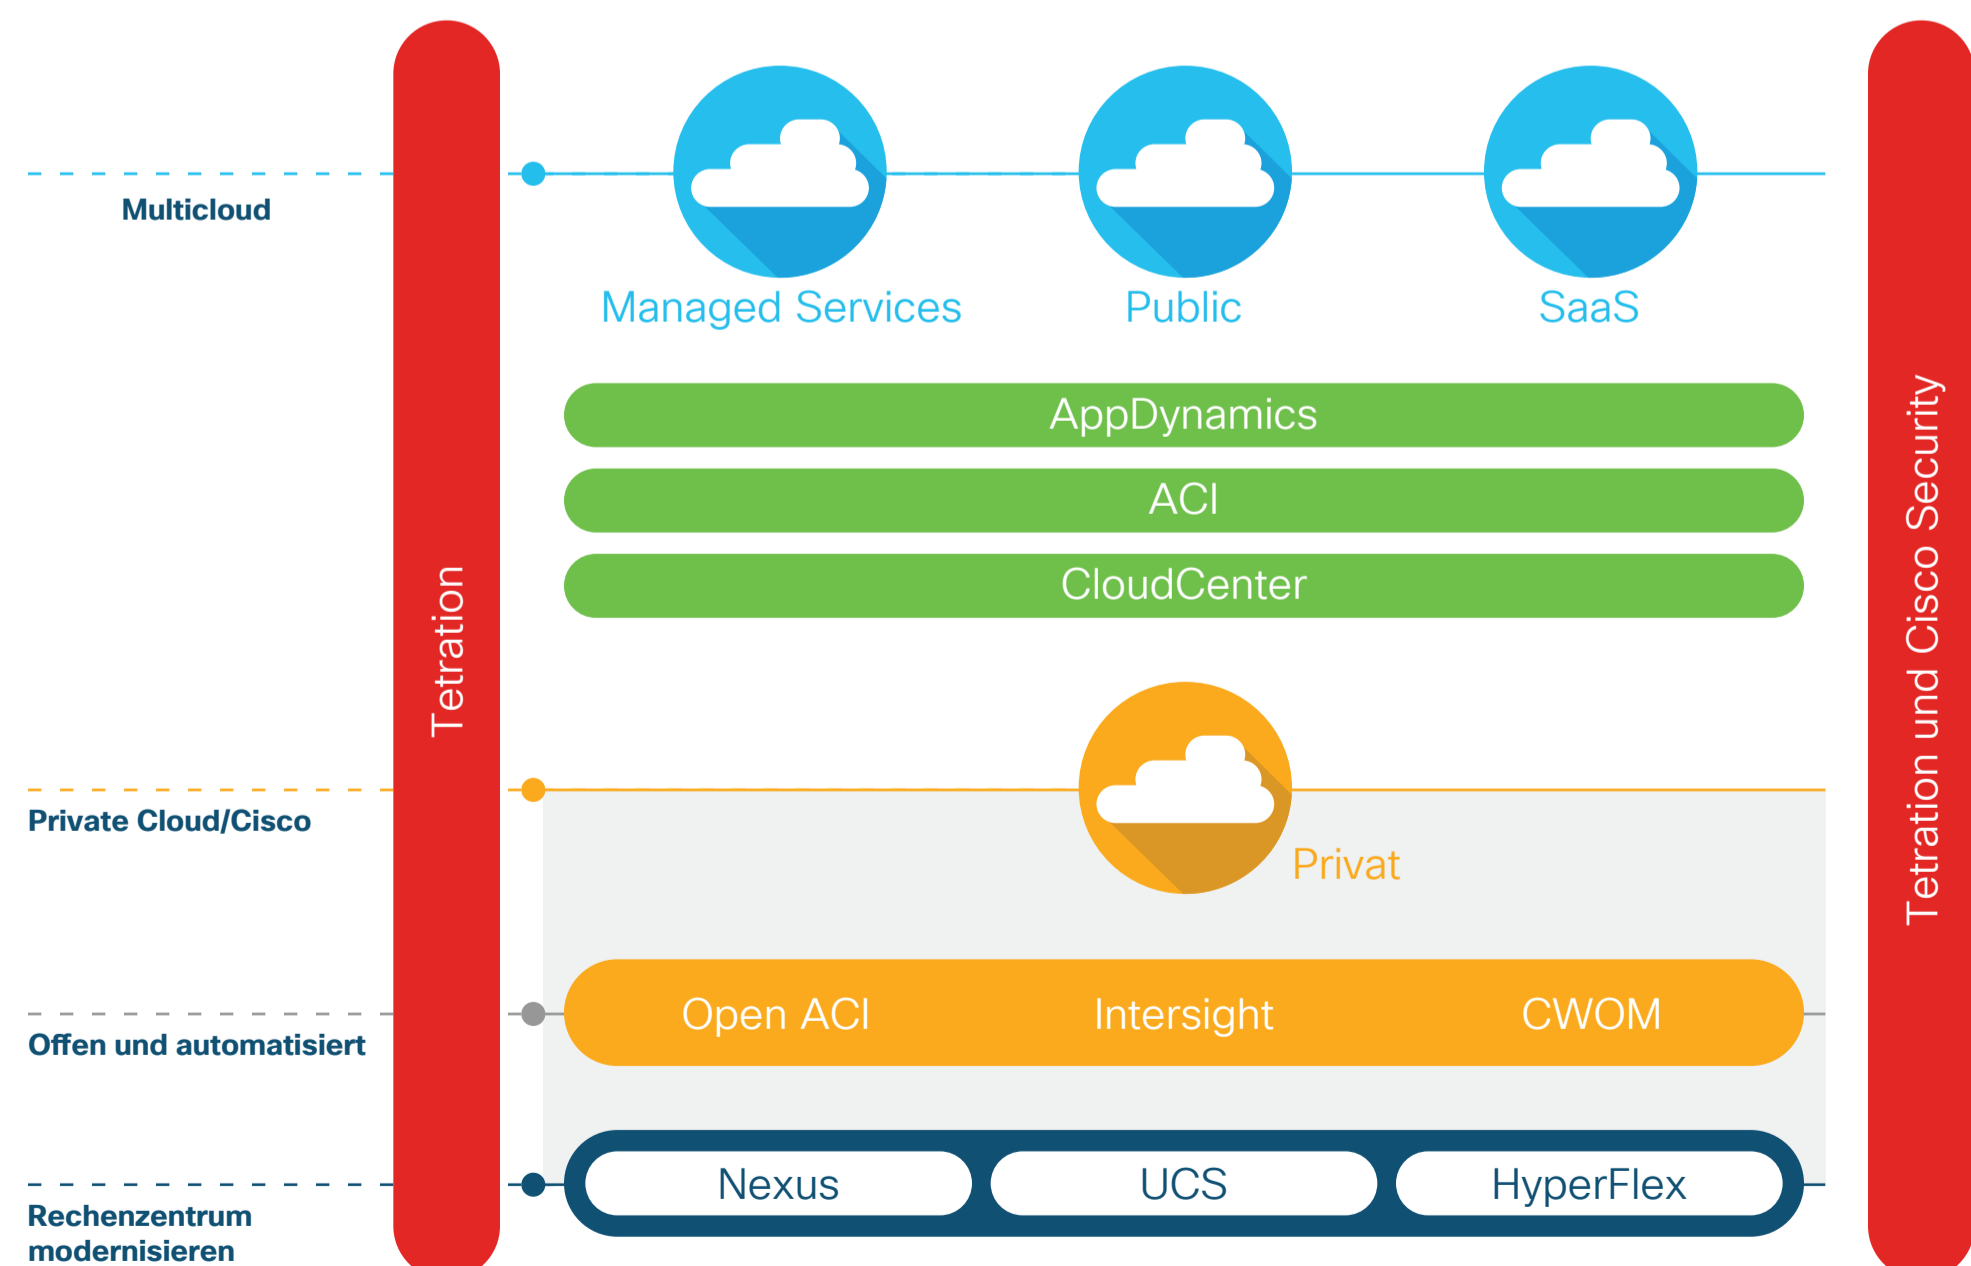 Multicloud
Managed Services
Public
SaaS
AppDynamics
ACI
CloudCenter
Tetration
Tetration und Cisco Security
Private Cloud/Cisco
Privat
Offen und automatisiert
Open ACI
Intersight
CWOM
Rechenzentrum
modernisieren
Nexus
UCS
HyperFlex